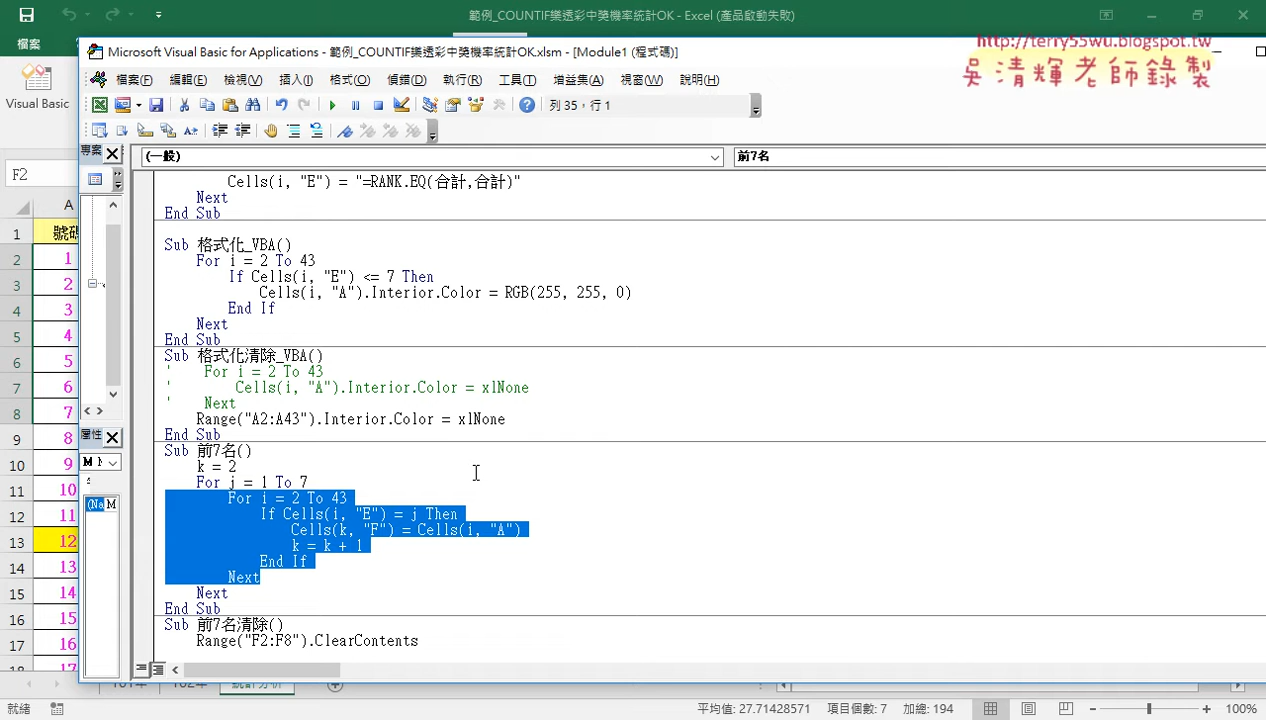 範例_COUNTIF樂透彩中獎機率統計OK - Excel (產品啟動失敗)
檔案
http://terry55wu.blogspot.tw
吳清輝老師錄製
Microsoft Visual Basic for Applications - 範例_COUNTIF樂透彩中獎機率統計OK.xlsm - [Module1 (程式碼)]
檔案(F) 編輯(E) 檢視(V) 插入(I) 格式(O) 偵錯(D) 執行(R) 工具(T) 增益集(A) 視窗(W) 說明(H)
Visual Basic
列 35，行 1
專案
(一般)
前7名
F2
A
1 號碼
2 1
3 2
4 3
5 4
6 5
7 6
8 7
9 8
10 9
11 10
12 11
13 12
14 13
15 14
16 15
17 16
18 17
屬性
Cells(i, "E") = "=RANK.EQ(合計,合計)"
Next
End Sub
Sub 格式化_VBA()
For i = 2 To 43
If Cells(i, "E") <= 7 Then
Cells(i, "A").Interior.Color = RGB(255, 255, 0)
End If
Next
End Sub
Sub 格式化清除_VBA()
' For i = 2 To 43
' Cells(i, "A").Interior.Color = xlNone
' Next
Range("A2:A43").Interior.Color = xlNone
End Sub
Sub 前7名()
k = 2
For j = 1 To 7
For i = 2 To 43
If Cells(i, "E") = j Then
Cells(k, "F") = Cells(i, "A")
k = k + 1
End If
Next
Next
End Sub
Sub 前7名清除()
Range("F2:F8").ClearContents
101年 102年 統計分析
就緒
平均值: 27.71428571 項目個數: 7 加總: 194
100%